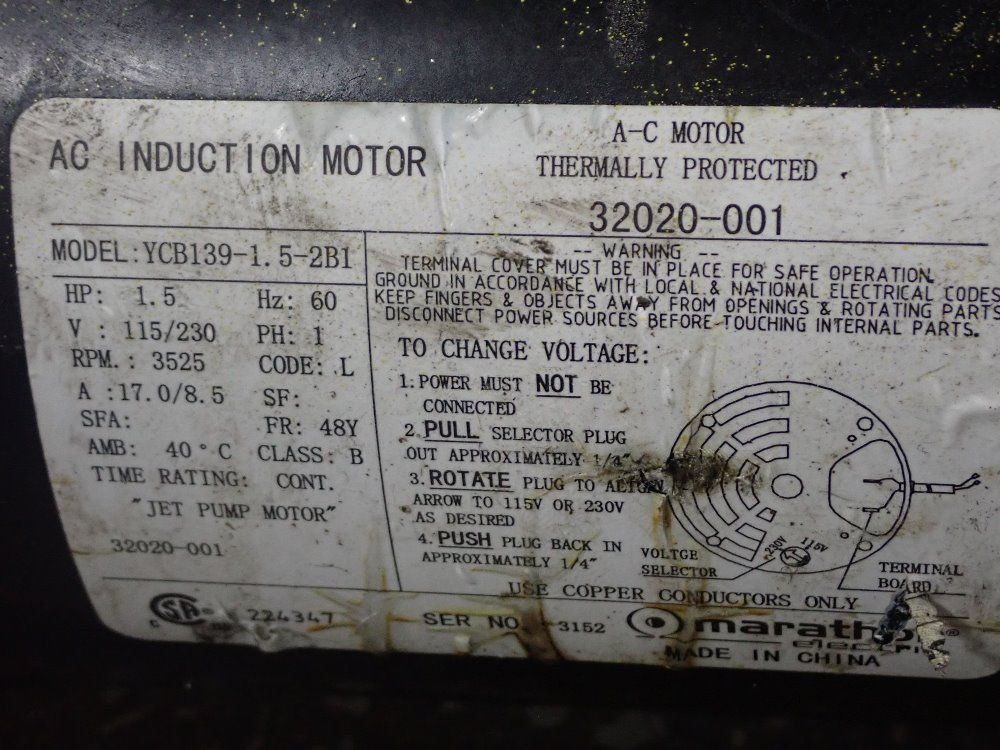 AC INDUCTION MOTOR
A-C MOTOR
THERMALLY PROTECTED
32020-001
MODEL:YCB139-1.5-2B1
HP: 1.5 Hz: 60
V : 115/230 PH: 1
RPM.: 3525 CODE: L
A :17.0/8.5 SF:
SFA: FR: 48Y
AMB: 40°C CLASS: B
TIME RATING: CONT.
"JET PUMP MOTOR"
32020-001
-- WARNING --
TERMINAL COVER MUST BE IN PLACE FOR SAFE OPERATION.
GROUND IN ACCORDANCE WITH LOCAL & NATIONAL ELECTRICAL CODES
KEEP FINGERS & OBJECTS AWAY FROM OPENINGS & ROTATING PARTS
DISCONNECT POWER SOURCES BEFORE TOUCHING INTERNAL PARTS.
TO CHANGE VOLTAGE:
1.POWER MUST NOT BE
CONNECTED
2.PULL SELECTOR PLUG
OUT APPROXIMATELY 1/4"
3.ROTATE PLUG TO ALIGN
ARROW TO 115V OR 230V
AS DESIRED
4.PUSH PLUG BACK IN
APPROXIMATELY 1/4"
230V 115V
VOLTGE
SELECTOR
TERMINAL
BOARD
USE COPPER CONDUCTORS ONLY
SA 224347
SER NO. -3152
marathon®
electric
MADE IN CHINA